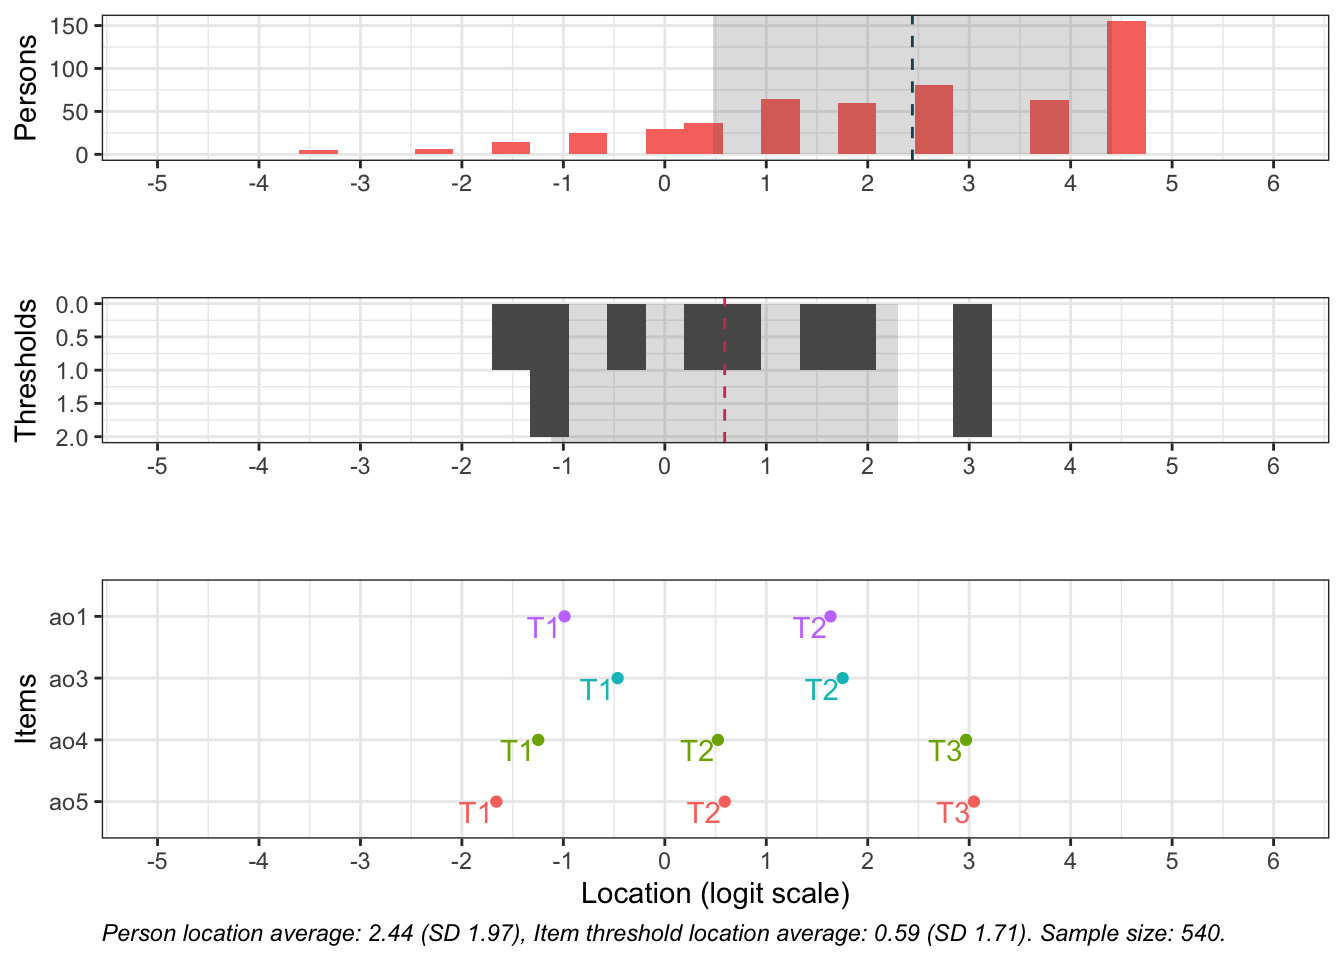 Persons
150
100
50
0
-5 -4 -3 -2 -1 0 1 2 3 4 5 6
Thresholds
0.0
0.5
1.0
1.5
2.0
-5 -4 -3 -2 -1 0 1 2 3 4 5 6
Items
ao1 T1 T2
ao3 T1 T2
ao4 T1 T2 T3
ao5 T1 T2 T3
-5 -4 -3 -2 -1 0 1 2 3 4 5 6
Location (logit scale)
Person location average: 2.44 (SD 1.97), Item threshold location average: 0.59 (SD 1.71). Sample size: 540.